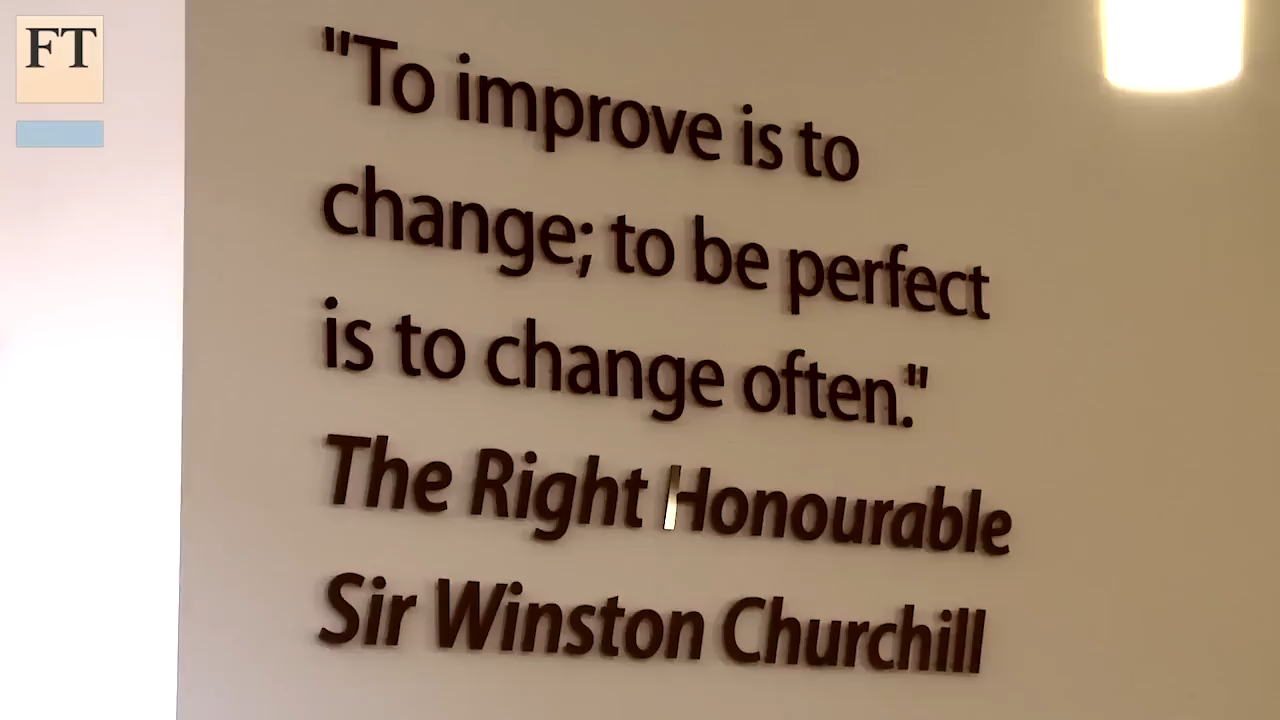 FT
"To improve is to
change; to be perfect
is to change often."
The Right Honourable
Sir Winston Churchill